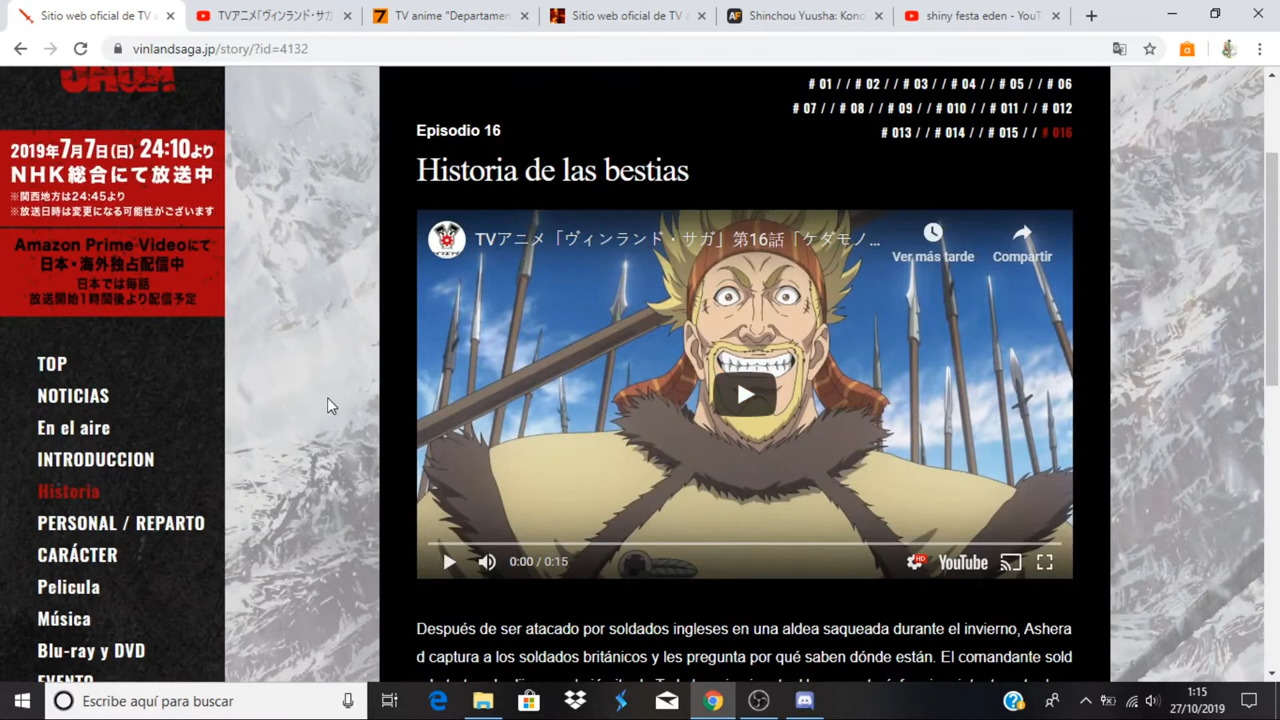 Sitio web oficial de TV a
TVアニメ「ヴィンランド・サガ
TV anime "Departamen
Sitio web oficial de TV a
Shinchou Yuusha: Kono
shiny festa eden - YouT
vinlandsaga.jp/story/?id=4132
SAGA
2019年7月7日(日) 24:10より
NHK総合にて放送中
※関西地方は24:45より
※放送日時は変更になる可能性がございます
Amazon Prime Videoにて
日本・海外独占配信中
日本では毎話
放送開始1時間後より配信予定
TOP
NOTICIAS
En el aire
INTRODUCCION
Historia
PERSONAL / REPARTO
CARÁCTER
Pelicula
Música
Blu-ray y DVD
EVENTO
# 01 / / # 02 / / # 03 / / # 04 / / # 05 / / # 06
# 07 / / # 08 / / # 09 / / # 010 / / # 011 / / # 012
# 013 / / # 014 / / # 015 / / # 016
Episodio 16
Historia de las bestias
TVアニメ「ヴィンランド・サガ」第16話「ケダモノ...
Ver más tarde
Compartir
0:00 / 0:15
HD
YouTube
Después de ser atacado por soldados ingleses en una aldea saqueada durante el invierno, Ashera
d captura a los soldados británicos y les pregunta por qué saben dónde están. El comandante sold
Escribe aquí para buscar
1:15
27/10/2019